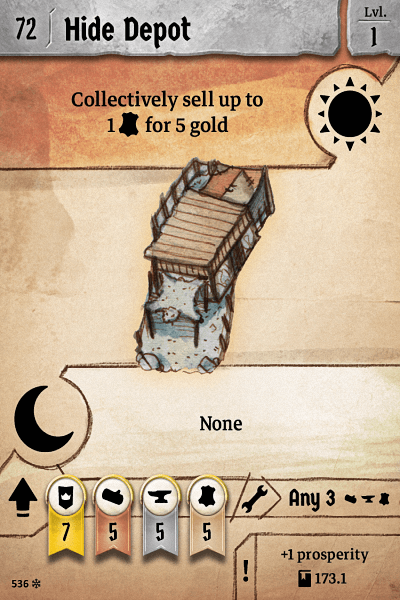 72 Hide Depot
Lvl.
1
Collectively sell up to
1 for 5 gold
None
7 5 5 5
Any 3
! +1 prosperity
173.1
536